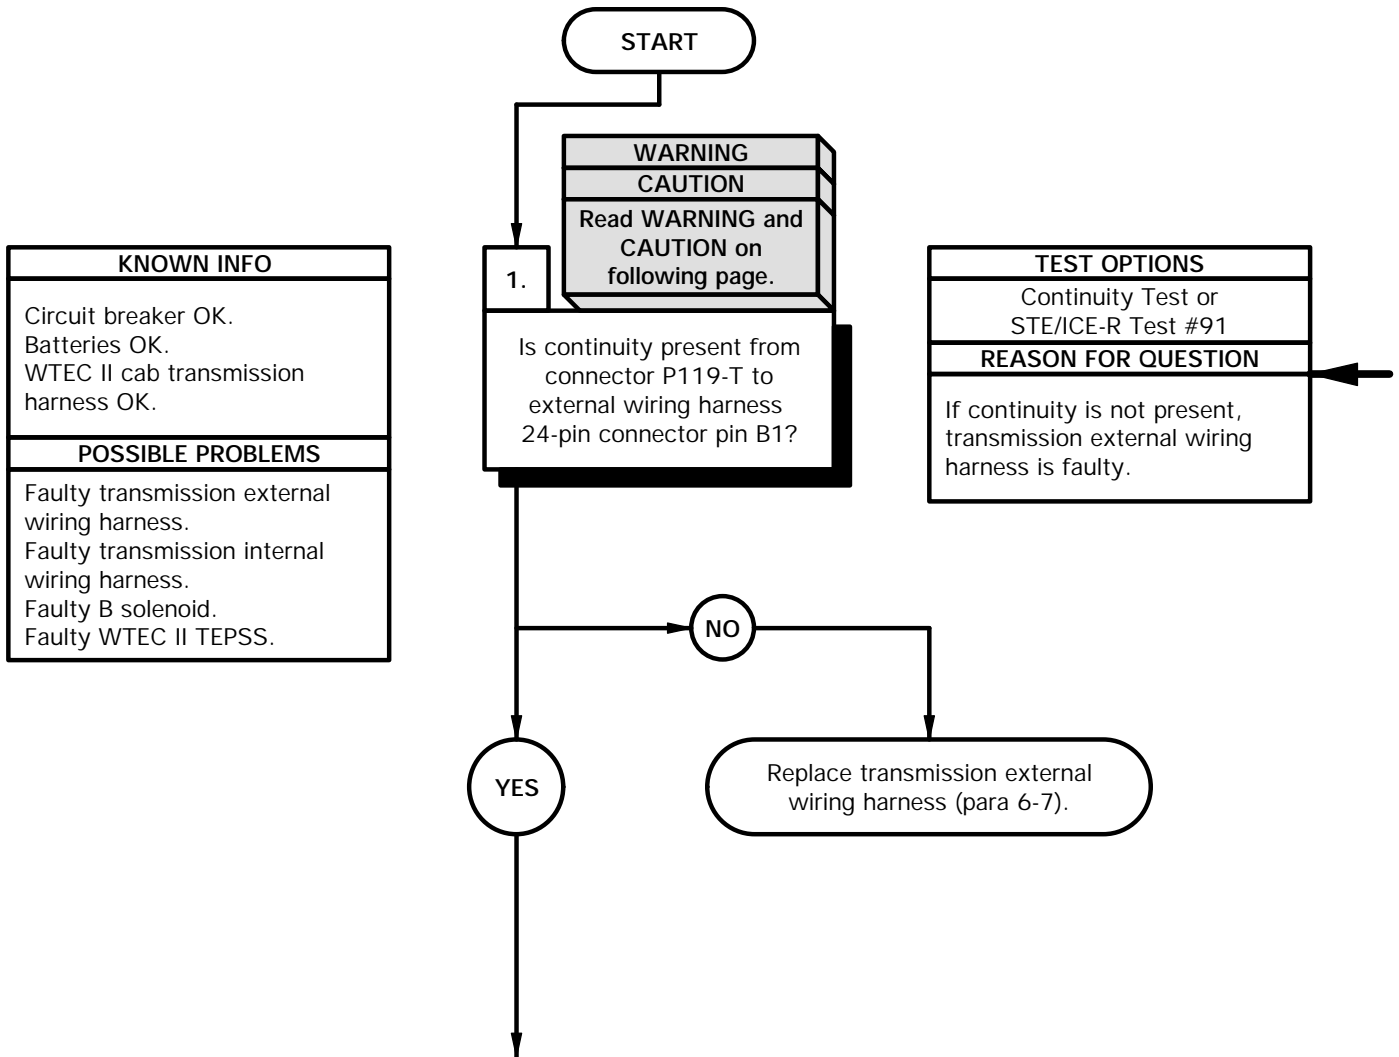 START
WARNING
CAUTION
Read WARNING and
CAUTION on
following page.
KNOWN INFO
Circuit breaker OK.
Batteries OK.
WTEC II cab transmission
harness OK.
POSSIBLE PROBLEMS
Faulty transmission external
wiring harness.
Faulty transmission internal
wiring harness.
Faulty B solenoid.
Faulty WTEC II TEPSS.
1.
Is continuity present from
connector P119-T to
external wiring harness
24-pin connector pin B1?
TEST OPTIONS
Continuity Test or
STE/ICE-R Test #91
REASON FOR QUESTION
If continuity is not present,
transmission external wiring
harness is faulty.
NO
YES
Replace transmission external
wiring harness (para 6-7).